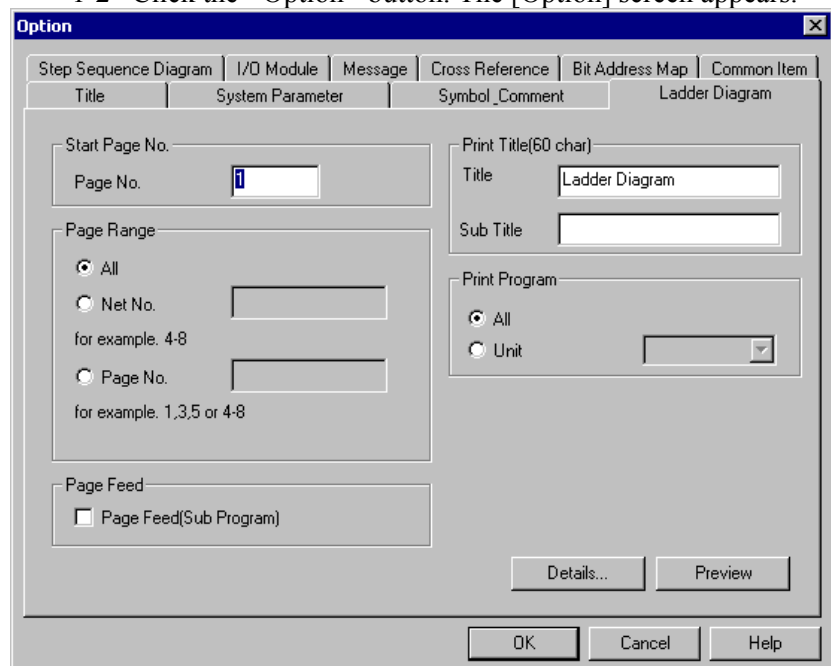 1-2 Click the "Option" button. The [Option] screen appears.
Option
Step Sequence Diagram I/O Module Message Cross Reference Bit Address Map Common Item
Title System Parameter Symbol_Comment Ladder Diagram
Start Page No.
Page No. 1
Page Range
All
Net No.
for example. 4-8
Page No.
for example. 1,3,5 or 4-8
Page Feed
Page Feed(Sub Program)
Print Title(60 char)
Title Ladder Diagram
Sub Title
Print Program
All
Unit
Details... Preview
OK Cancel Help